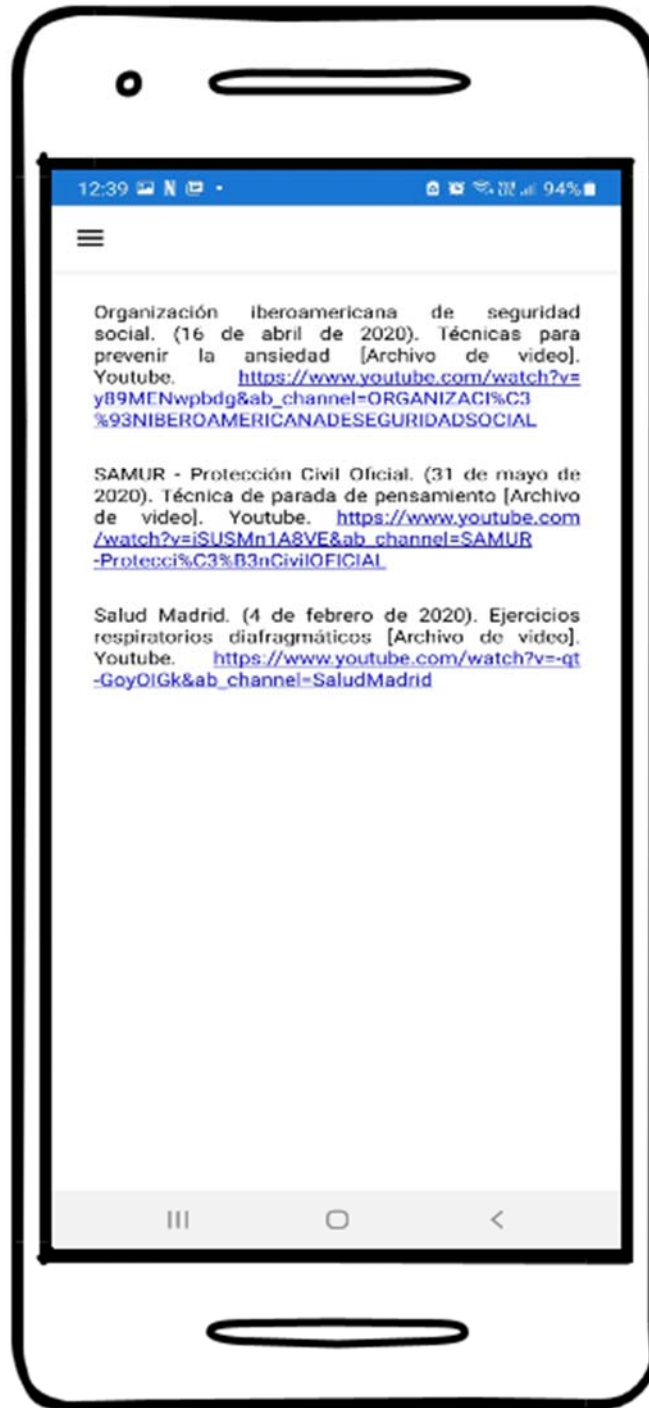 12:39 N 94%
Organización iberoamericana de seguridad
social. (16 de abril de 2020). Técnicas para
prevenir la ansiedad [Archivo de video].
Youtube. https://www.youtube.com/watch?v=
y89MENwpbdg&ab_channel=ORGANIZACI%C3
%93NIBEROAMERICANADESEGURIDADSOCIAL
SAMUR - Protección Civil Oficial. (31 de mayo de
2020). Técnica de parada de pensamiento [Archivo
de video]. Youtube. https://www.youtube.com
/watch?v=iSUSMn1A8VE&ab_channel=SAMUR
-Protecci%C3%B3nCivilOFICIAL
Salud Madrid. (4 de febrero de 2020). Ejercicios
respiratorios diafragmáticos [Archivo de video].
Youtube. https://www.youtube.com/watch?v=-qt
-GoyOIGk&ab_channel=SaludMadrid